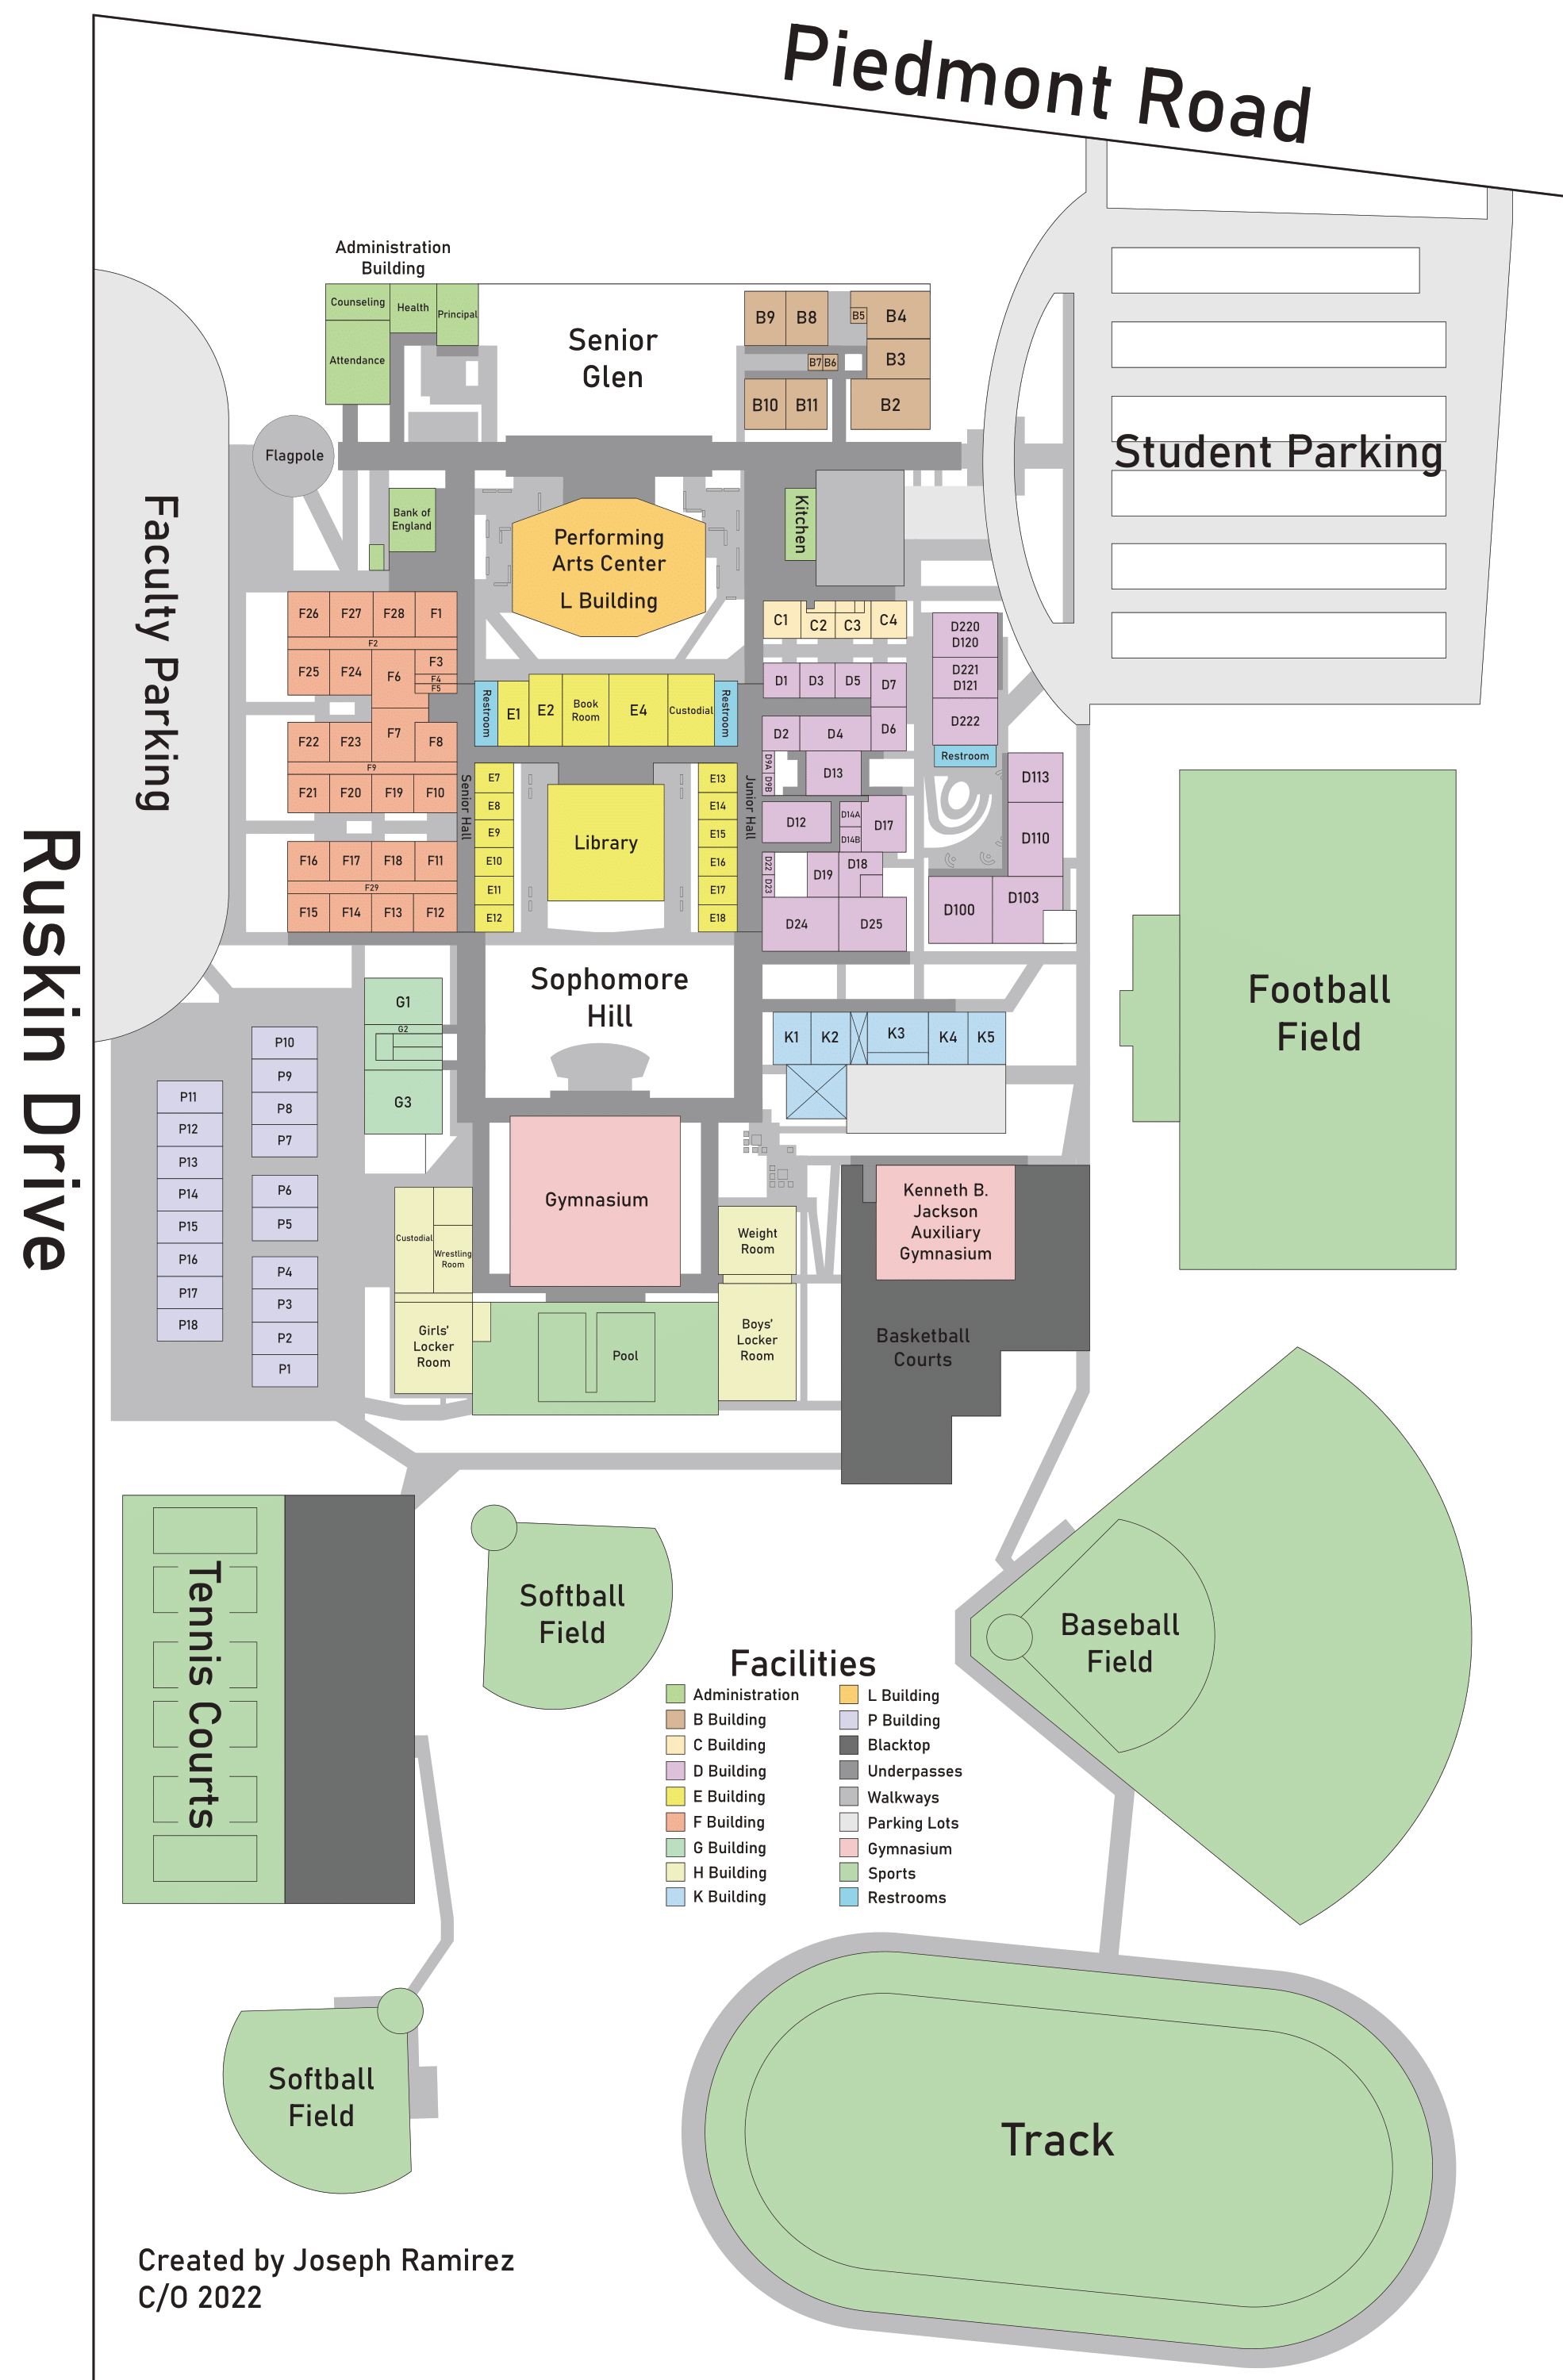 Piedmont Road
Administration
Building
Counseling
Health
Principal
Attendance
Senior
Glen
B9
B8
B5
B4
B7
B6
B3
B10
B11
B2
Student Parking
Flagpole
Faculty Parking
Bank of
England
Performing
Arts Center
L Building
Kitchen
F26
F27
F28
F1
F2
F25
F24
F6
F3
F4
F5
F22
F23
F7
F8
F9
F21
F20
F19
F10
F16
F17
F18
F11
F29
F15
F14
F13
F12
C1
C2
C3
C4
D220
D120
D221
D121
D222
Restroom
D1
D3
D5
D7
D2
D4
D6
D9A
D9B
D13
D12
D14A
D14B
D17
D22
D23
D19
D18
D24
D25
D113
D110
D100
D103
Restroom
E1
E2
Book
Room
E4
Custodial
Restroom
Senior Hall
E7
E8
E9
E10
E11
E12
Library
E13
E14
E15
E16
E17
E18
Junior Hall
Ruskin Drive
Sophomore
Hill
G1
G2
G3
K1
K2
K3
K4
K5
Football
Field
P10
P9
P8
P7
P6
P5
P4
P3
P2
P1
P11
P12
P13
P14
P15
P16
P17
P18
Gymnasium
Custodial
Wrestling
Room
Girls'
Locker
Room
Pool
Weight
Room
Boys'
Locker
Room
Kenneth B.
Jackson
Auxiliary
Gymnasium
Basketball
Courts
Tennis Courts
Softball
Field
Baseball
Field
Facilities
Administration
B Building
C Building
D Building
E Building
F Building
G Building
H Building
K Building
L Building
P Building
Blacktop
Underpasses
Walkways
Parking Lots
Gymnasium
Sports
Restrooms
Softball
Field
Track
Created by Joseph Ramirez
C/O 2022